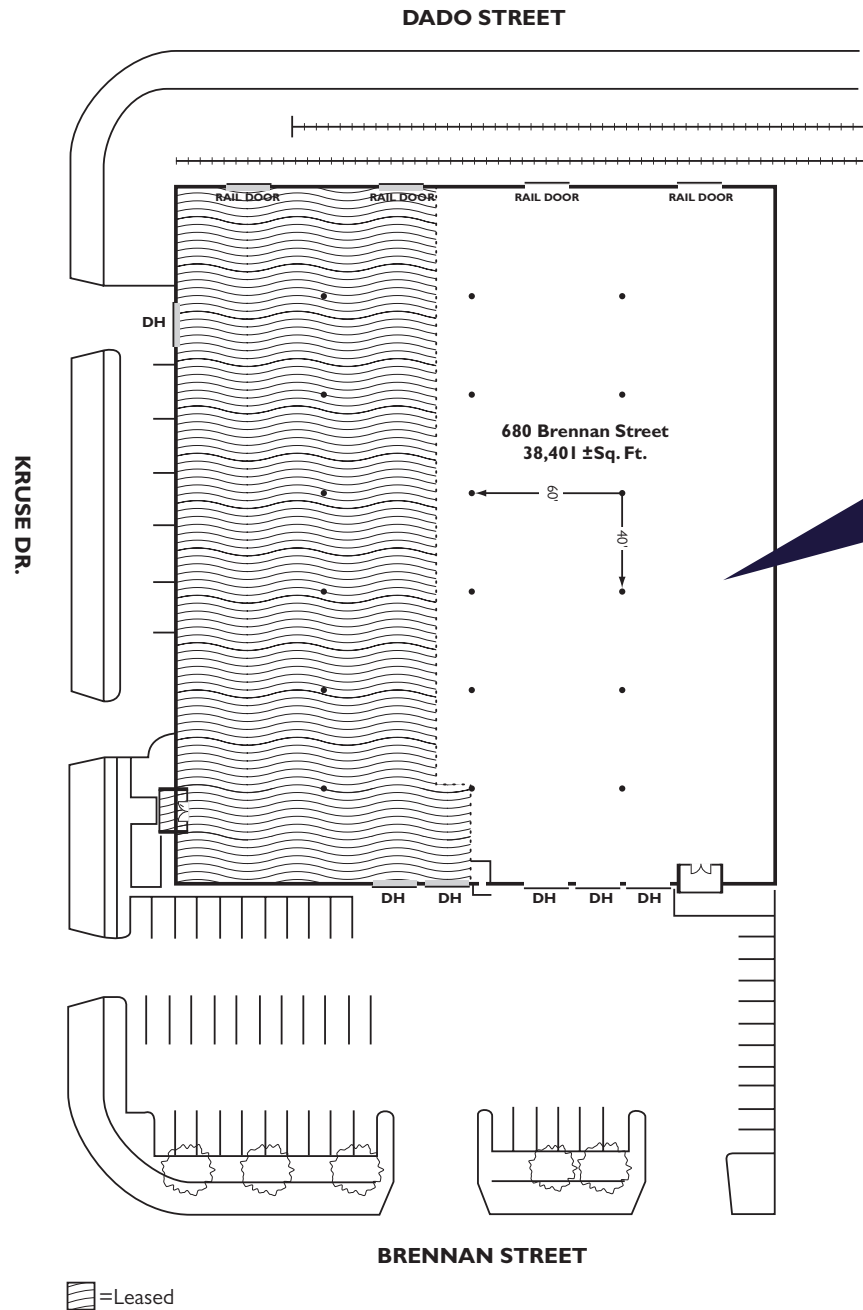 DADO STREET
RAIL DOOR
RAIL DOOR
RAIL DOOR
RAIL DOOR
DH
680 Brennan Street
38,401 ±Sq. Ft.
60'
40'
KRUSE DR.
DH
DH
DH
DH
DH
BRENNAN STREET
=Leased